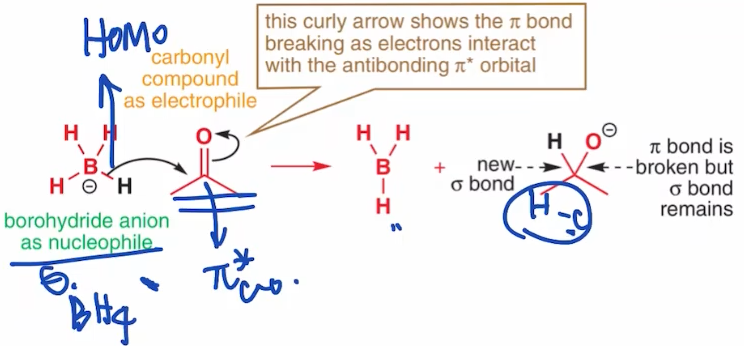 HOMO
this curly arrow shows the π bond
breaking as electrons interact
with the antibonding π* orbital
carbonyl
compound
as electrophile
H H
B
H ⊖ H
O
H H
B
H
+
new
σ bond
H O⊖
H-C
π bond is
broken but
σ bond
remains
borohydride anion
as nucleophile
⊖
BH4
π*C=O